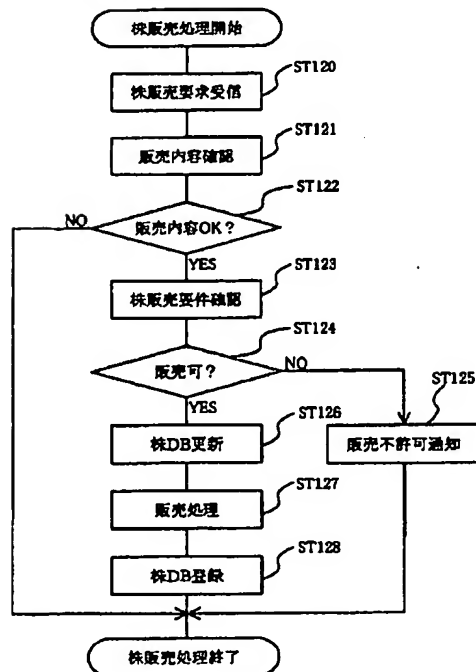 株販売処理開始
ST120
株販売要求受信
ST121
販売内容確認
ST122
NO
販売内容OK?
YES
ST123
株販売要件確認
ST124
販売可?
NO
YES
ST125
販売不許可通知
ST126
株DB更新
ST127
販売処理
ST128
株DB登録
株販売処理終了